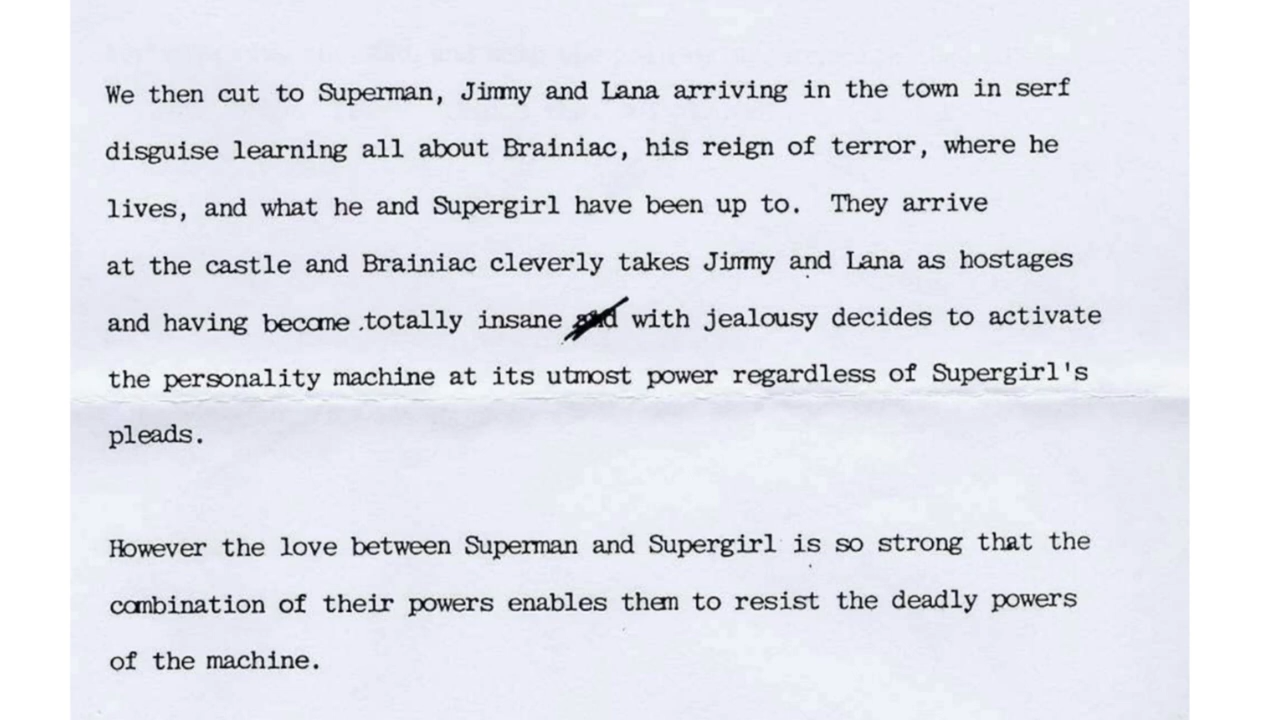 We then cut to Superman, Jimmy and Lana arriving in the town in serf
disguise learning all about Brainiac, his reign of terror, where he
lives, and what he and Supergirl have been up to.  They arrive
at the castle and Brainiac cleverly takes Jimmy and Lana as hostages
and having become .totally insane with jealousy decides to activate
the personality machine at its utmost power regardless of Supergirl's
pleads.
However the love between Superman and Supergirl is so strong that the
combination of their powers enables them to resist the deadly powers
of the machine.